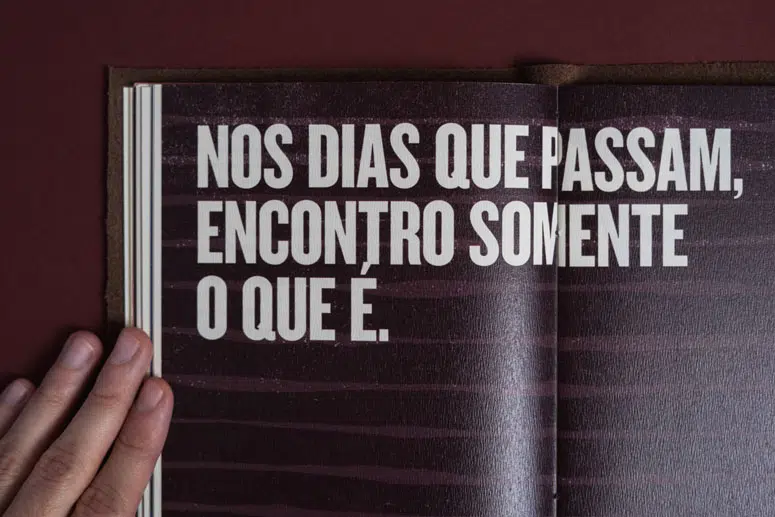 NOS DIAS QUE PASSAM,
ENCONTRO SOMENTE
O QUE É.